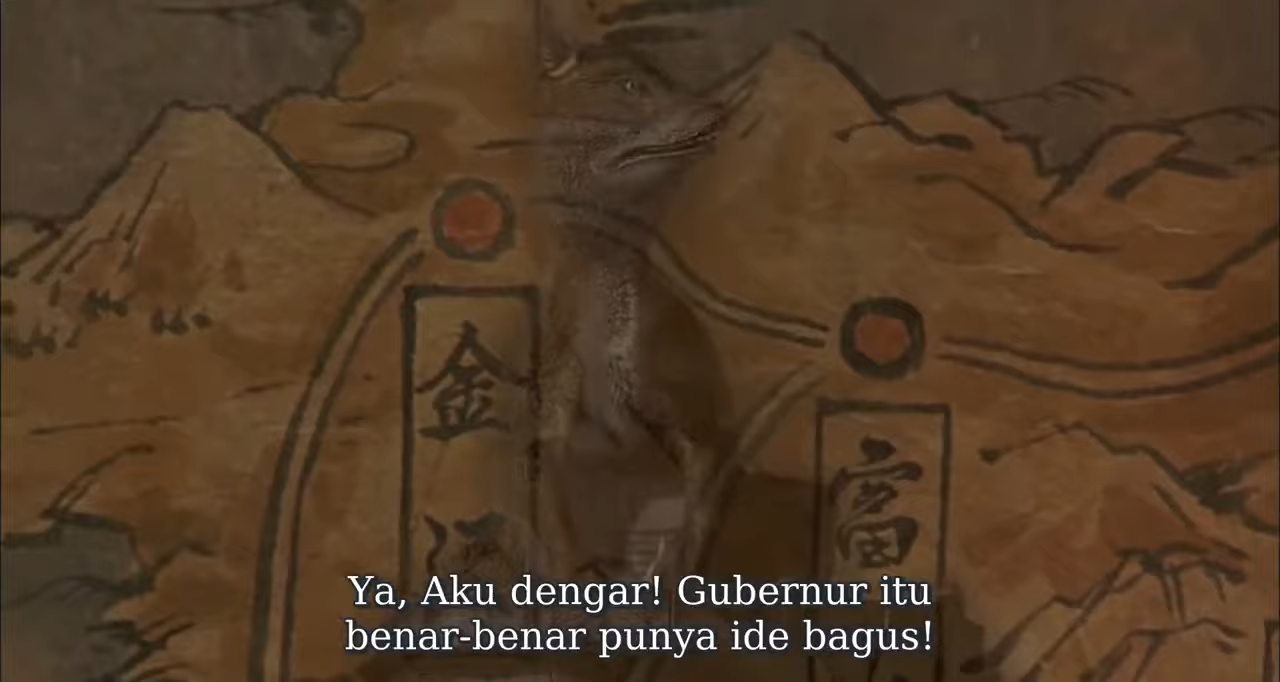 金
富
Ya, Aku dengar! Gubernur itu
benar-benar punya ide bagus!